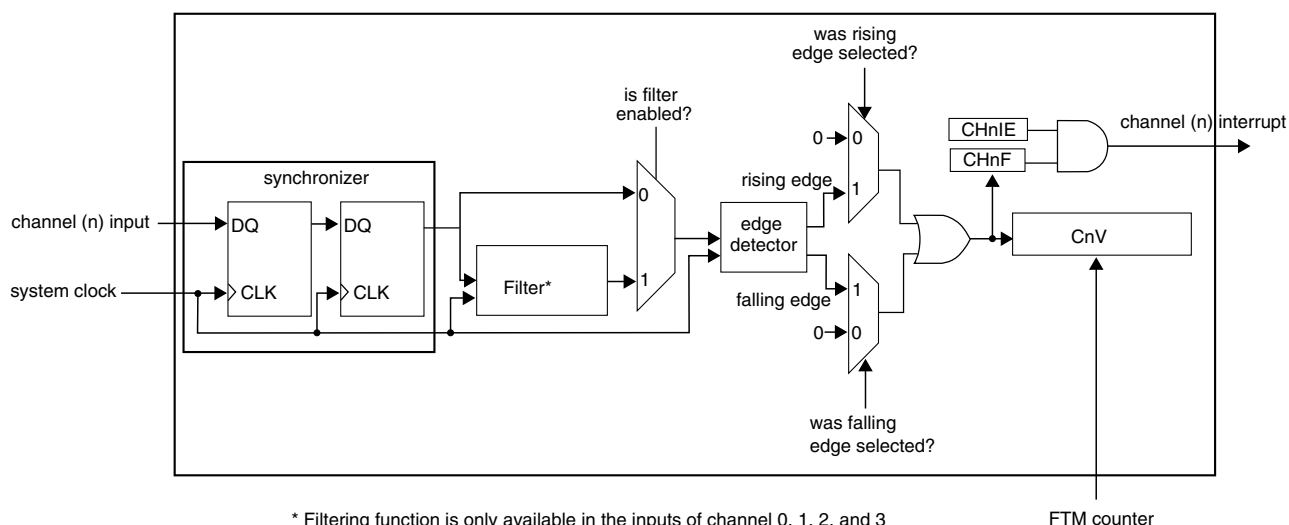 was rising
edge selected?
is filter
enabled?
0
0
CHnIE
CHnF
channel (n) interrupt
synchronizer
rising edge
1
0
channel (n) input
DQ
DQ
edge
detector
CnV
system clock
CLK
CLK
Filter*
1
falling edge
1
0
0
was falling
edge selected?
* Filtering function is only available in the inputs of channel 0, 1, 2, and 3
FTM counter